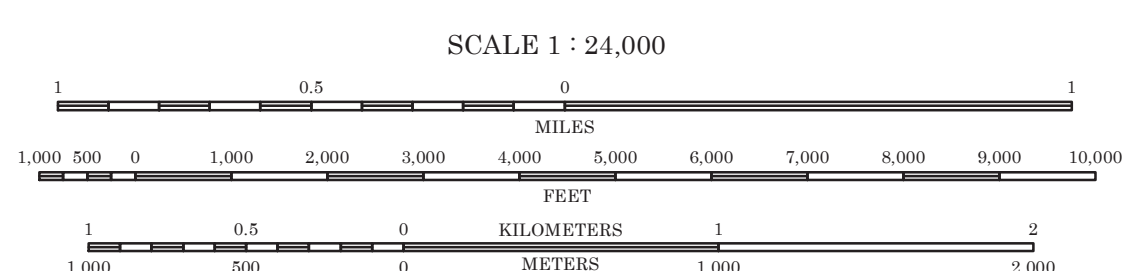 SCALE 1 : 24,000
1 0.5 0 1
MILES
1,000 500 0 1,000 2,000 3,000 4,000 5,000 6,000 7,000 8,000 9,000 10,000
FEET
1 0.5 0 KILOMETERS 1 2
1,000 500 0 METERS 1,000 2,000